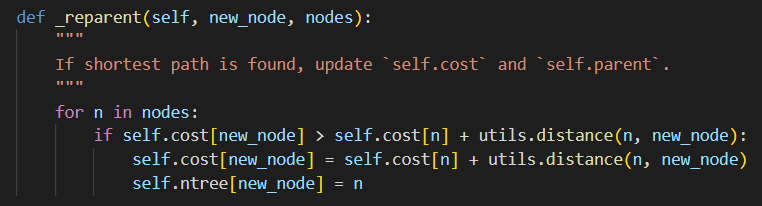 def _reparent(self, new_node, nodes):
    """
    If shortest path is found, update `self.cost` and `self.parent`.
    """
    for n in nodes:
        if self.cost[new_node] > self.cost[n] + utils.distance(n, new_node):
            self.cost[new_node] = self.cost[n] + utils.distance(n, new_node)
            self.ntree[new_node] = n